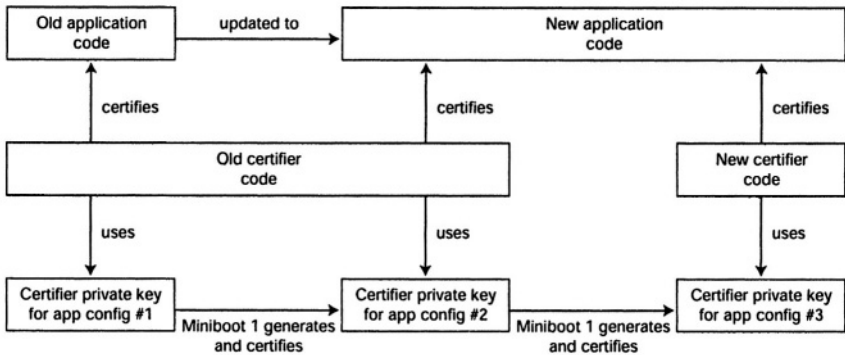 Old application
code
updated to
New application
code
certifies
certifies
certifies
Old certifier
code
New certifier
code
uses
uses
uses
Certifier private key
for app config #1
Miniboot 1 generates
and certifies
Certifier private key
for app config #2
Miniboot 1 generates
and certifies
Certifier private key
for app config #3